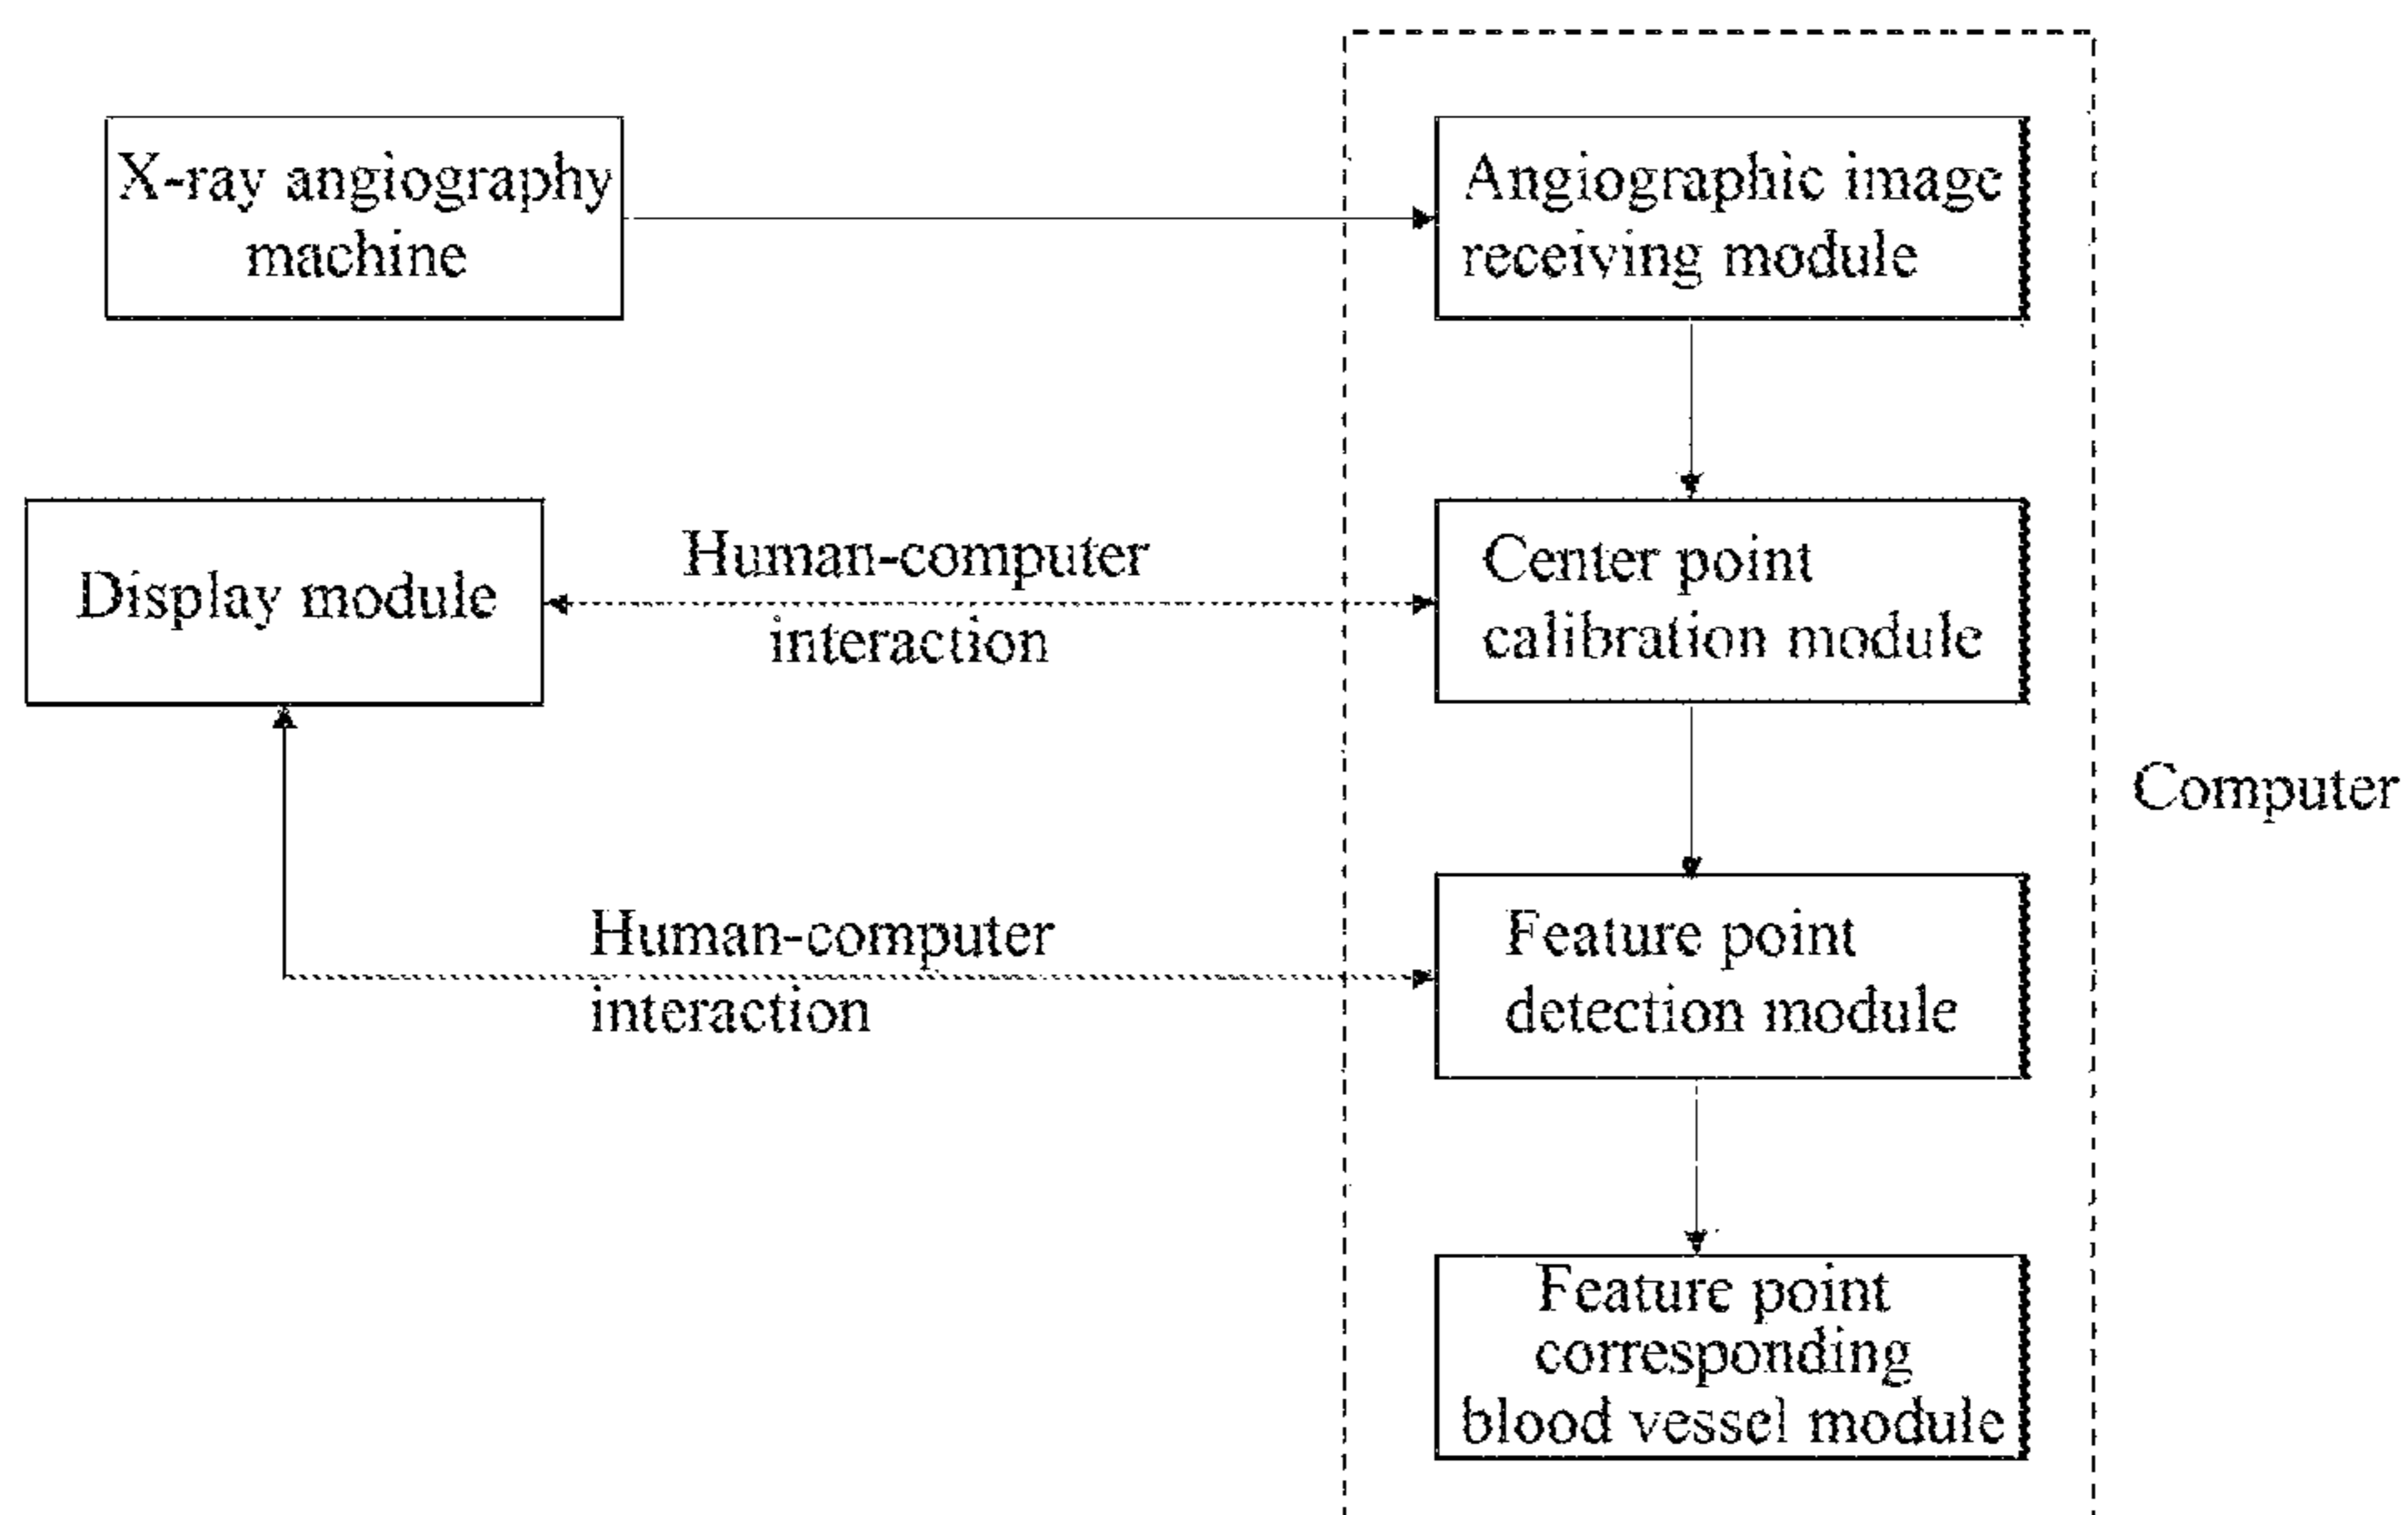 X-ray angiography
machine
Angiographic image
receiving module
Display module
Human-computer
interaction
Center point
calibration module
Computer
Human-computer
interaction
Feature point
detection module
Feature point
corresponding
blood vessel module